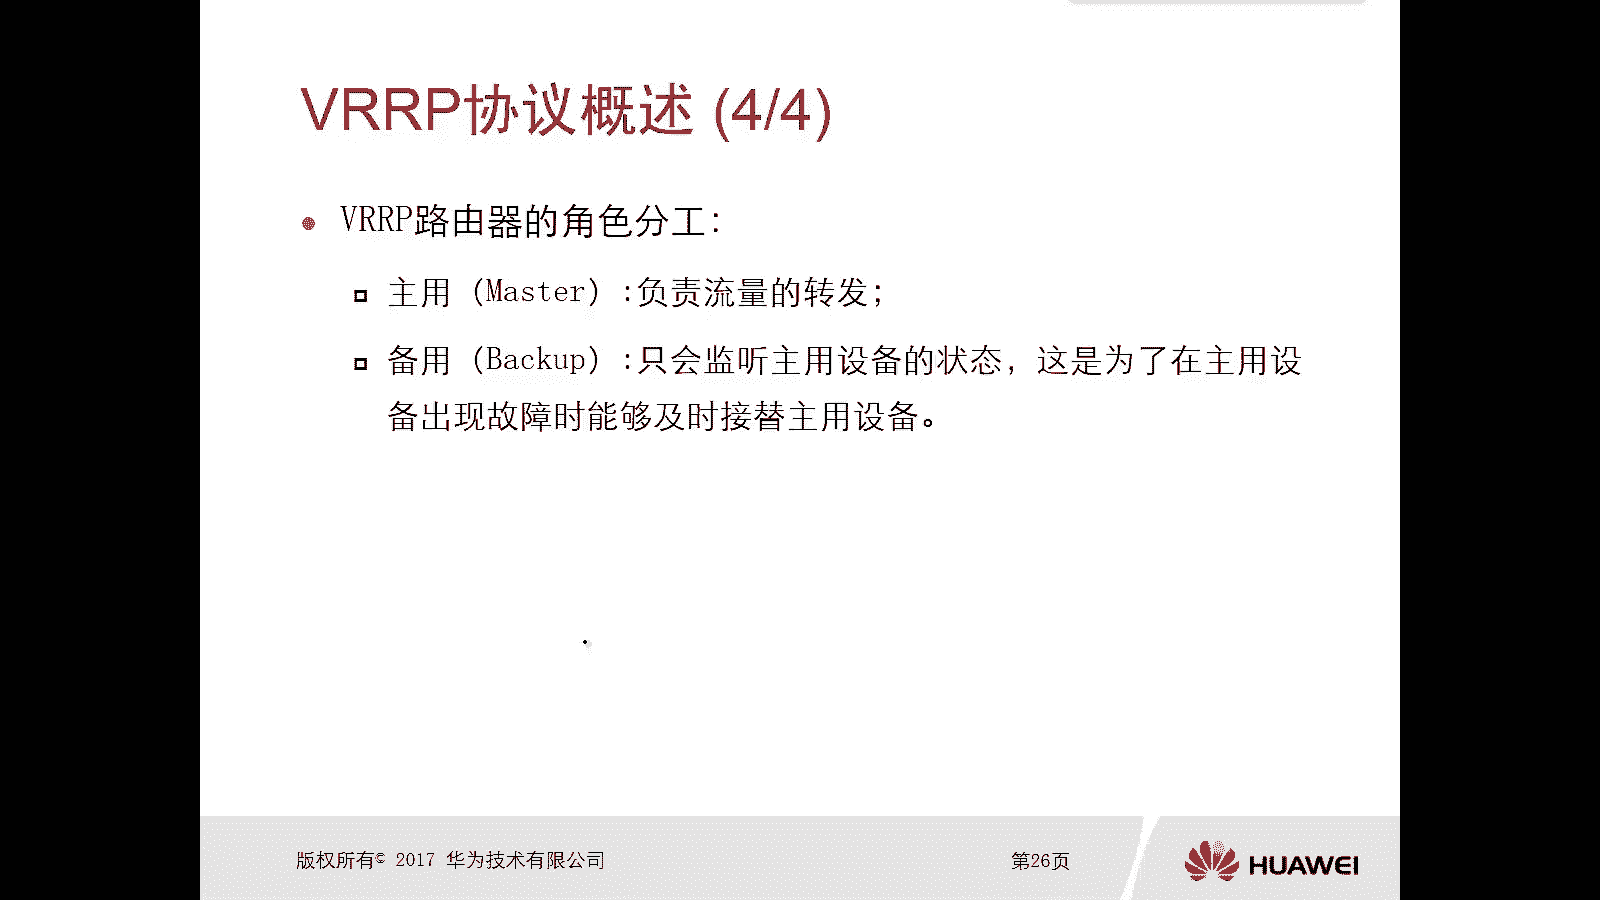 VRRP协议概述 (4/4)
VRRP路由器的角色分工：
主用（Master）:负责流量的转发；
备用（Backup）:只会监听主用设备的状态，这是为了在主用设
备出现故障时能够及时接替主用设备。
版权所有© 2017 华为技术有限公司
第26页
HUAWEI